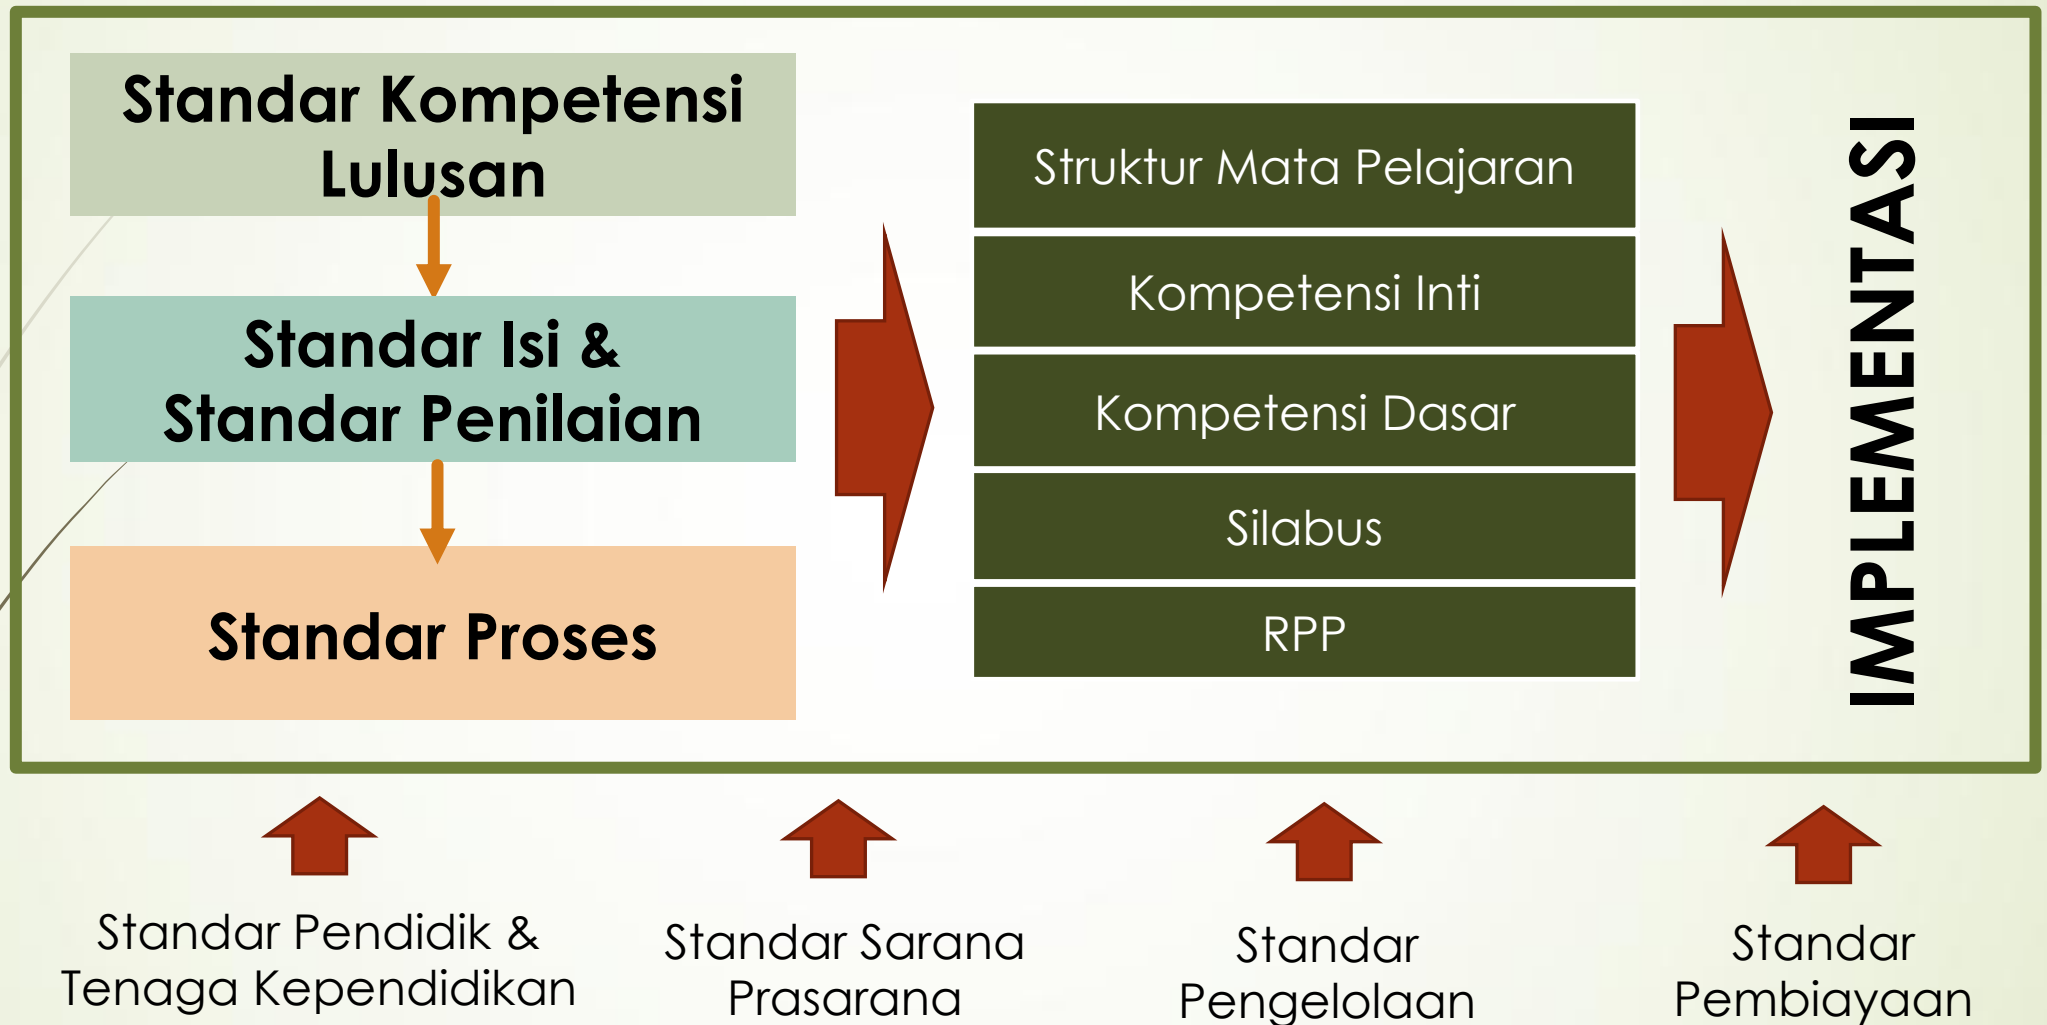 Standar Kompetensi
Lulusan
Standar Isi &
Standar Penilaian
Standar Proses
Struktur Mata Pelajaran
Kompetensi Inti
Kompetensi Dasar
Silabus
RPP
IMPLEMENTASI
Standar Pendidik &
Tenaga Kependidikan
Standar Sarana
Prasarana
Standar
Pengelolaan
Standar
Pembiayaan